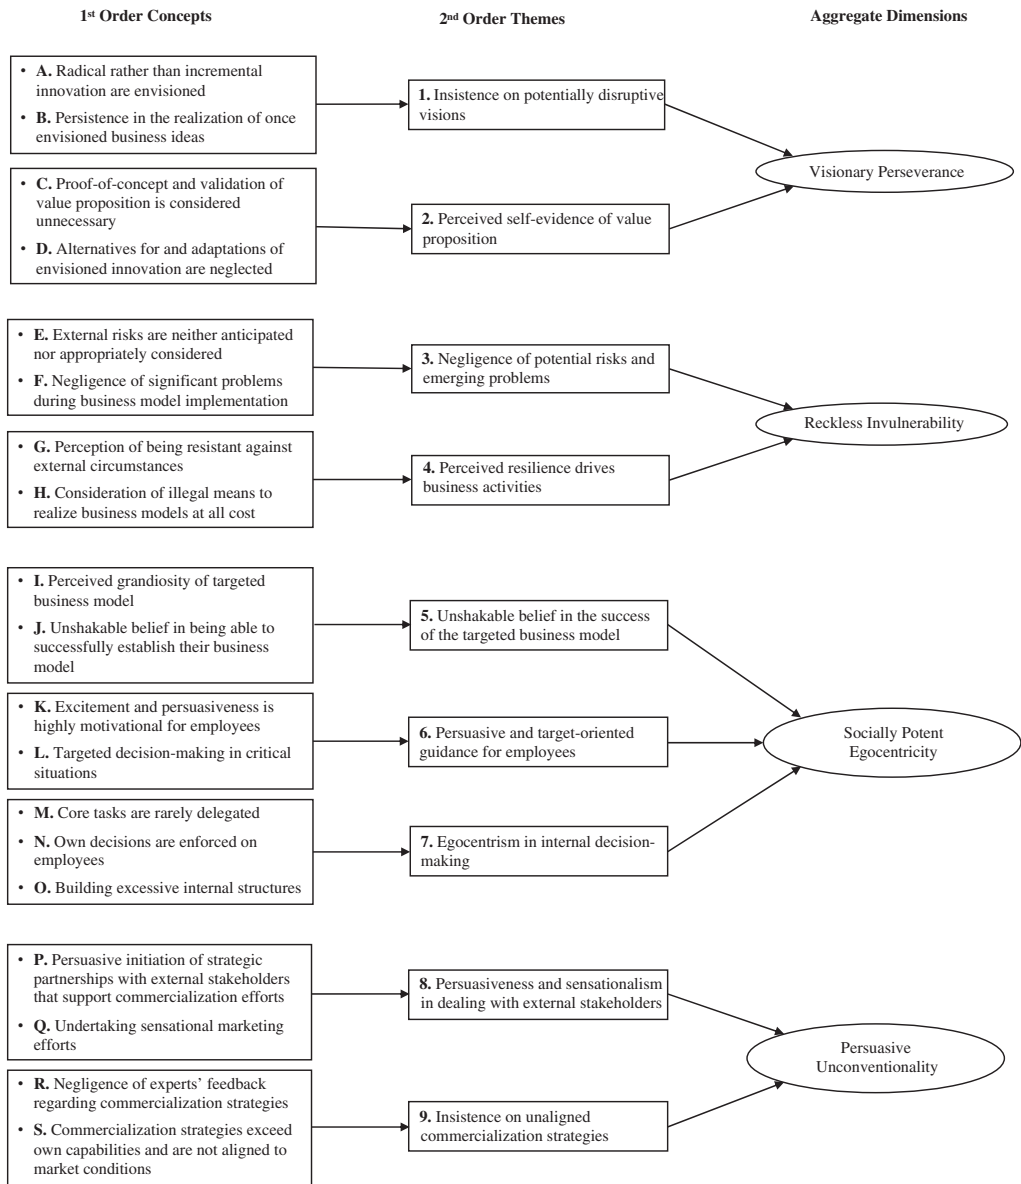 1st Order Concepts
2nd Order Themes
Aggregate Dimensions
• A. Radical rather than incremental
innovation are envisioned
• B. Persistence in the realization of once
envisioned business ideas
1. Insistence on potentially disruptive
visions
• C. Proof-of-concept and validation of
value proposition is considered
unnecessary
• D. Alternatives for and adaptations of
envisioned innovation are neglected
2. Perceived self-evidence of value
proposition
Visionary Perseverance
• E. External risks are neither anticipated
nor appropriately considered
• F. Negligence of significant problems
during business model implementation
3. Negligence of potential risks and
emerging problems
• G. Perception of being resistant against
external circumstances
• H. Consideration of illegal means to
realize business models at all cost
4. Perceived resilience drives
business activities
Reckless Invulnerability
• I. Perceived grandiosity of targeted
business model
• J. Unshakable belief in being able to
successfully establish their business
model
5. Unshakable belief in the success
of the targeted business model
• K. Excitement and persuasiveness is
highly motivational for employees
• L. Targeted decision-making in critical
situations
6. Persuasive and target-oriented
guidance for employees
• M. Core tasks are rarely delegated
• N. Own decisions are enforced on
employees
• O. Building excessive internal structures
7. Egocentrism in internal decision-
making
Socially Potent
Egocentricity
• P. Persuasive initiation of strategic
partnerships with external stakeholders
that support commercialization efforts
• Q. Undertaking sensational marketing
efforts
8. Persuasiveness and sensationalism
in dealing with external stakeholders
• R. Negligence of experts’ feedback
regarding commercialization strategies
• S. Commercialization strategies exceed
own capabilities and are not aligned to
market conditions
9. Insistence on unaligned
commercialization strategies
Persuasive
Unconventionality